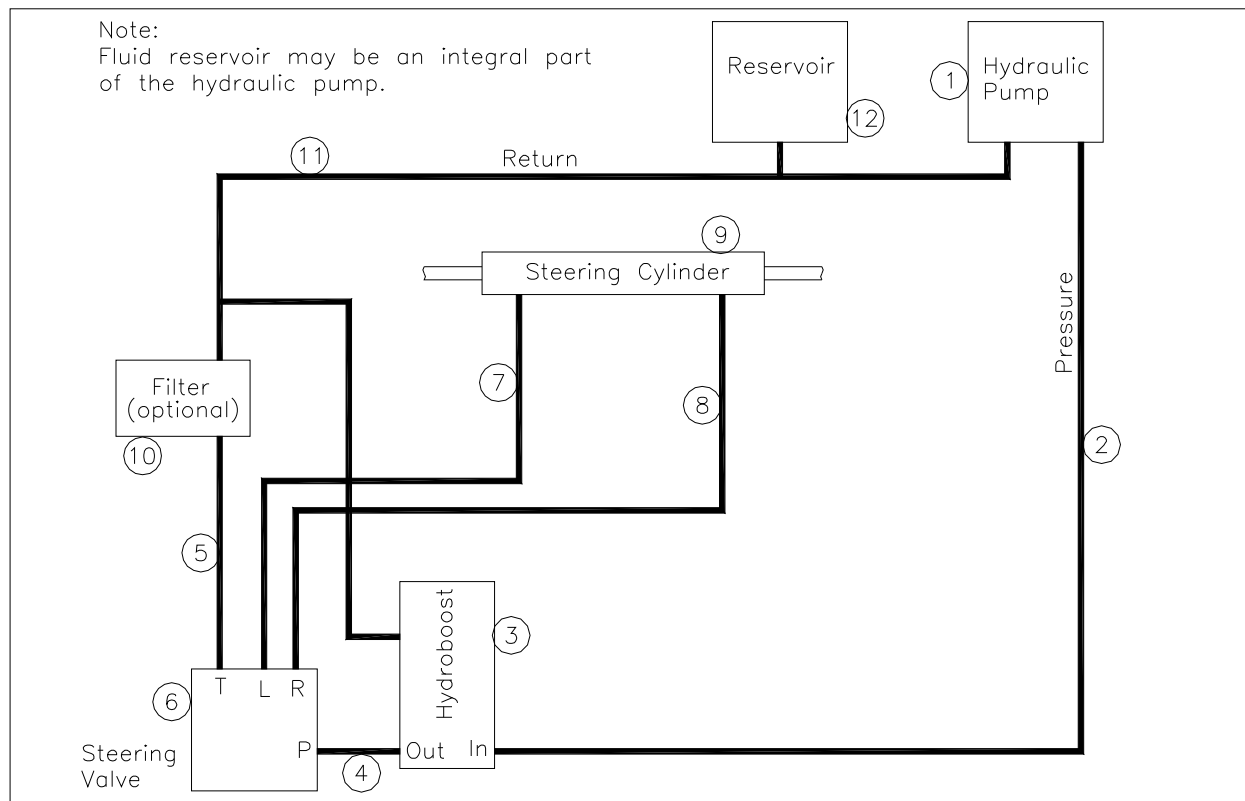 Note:
Fluid reservoir may be an integral part
of the hydraulic pump.
Reservoir
12
1
Hydraulic
Pump
11
Return
9
Steering Cylinder
Pressure
2
7
8
Filter
(optional)
10
5
Hydroboost
3
Out
In
6
T
L
R
P
4
Steering
Valve